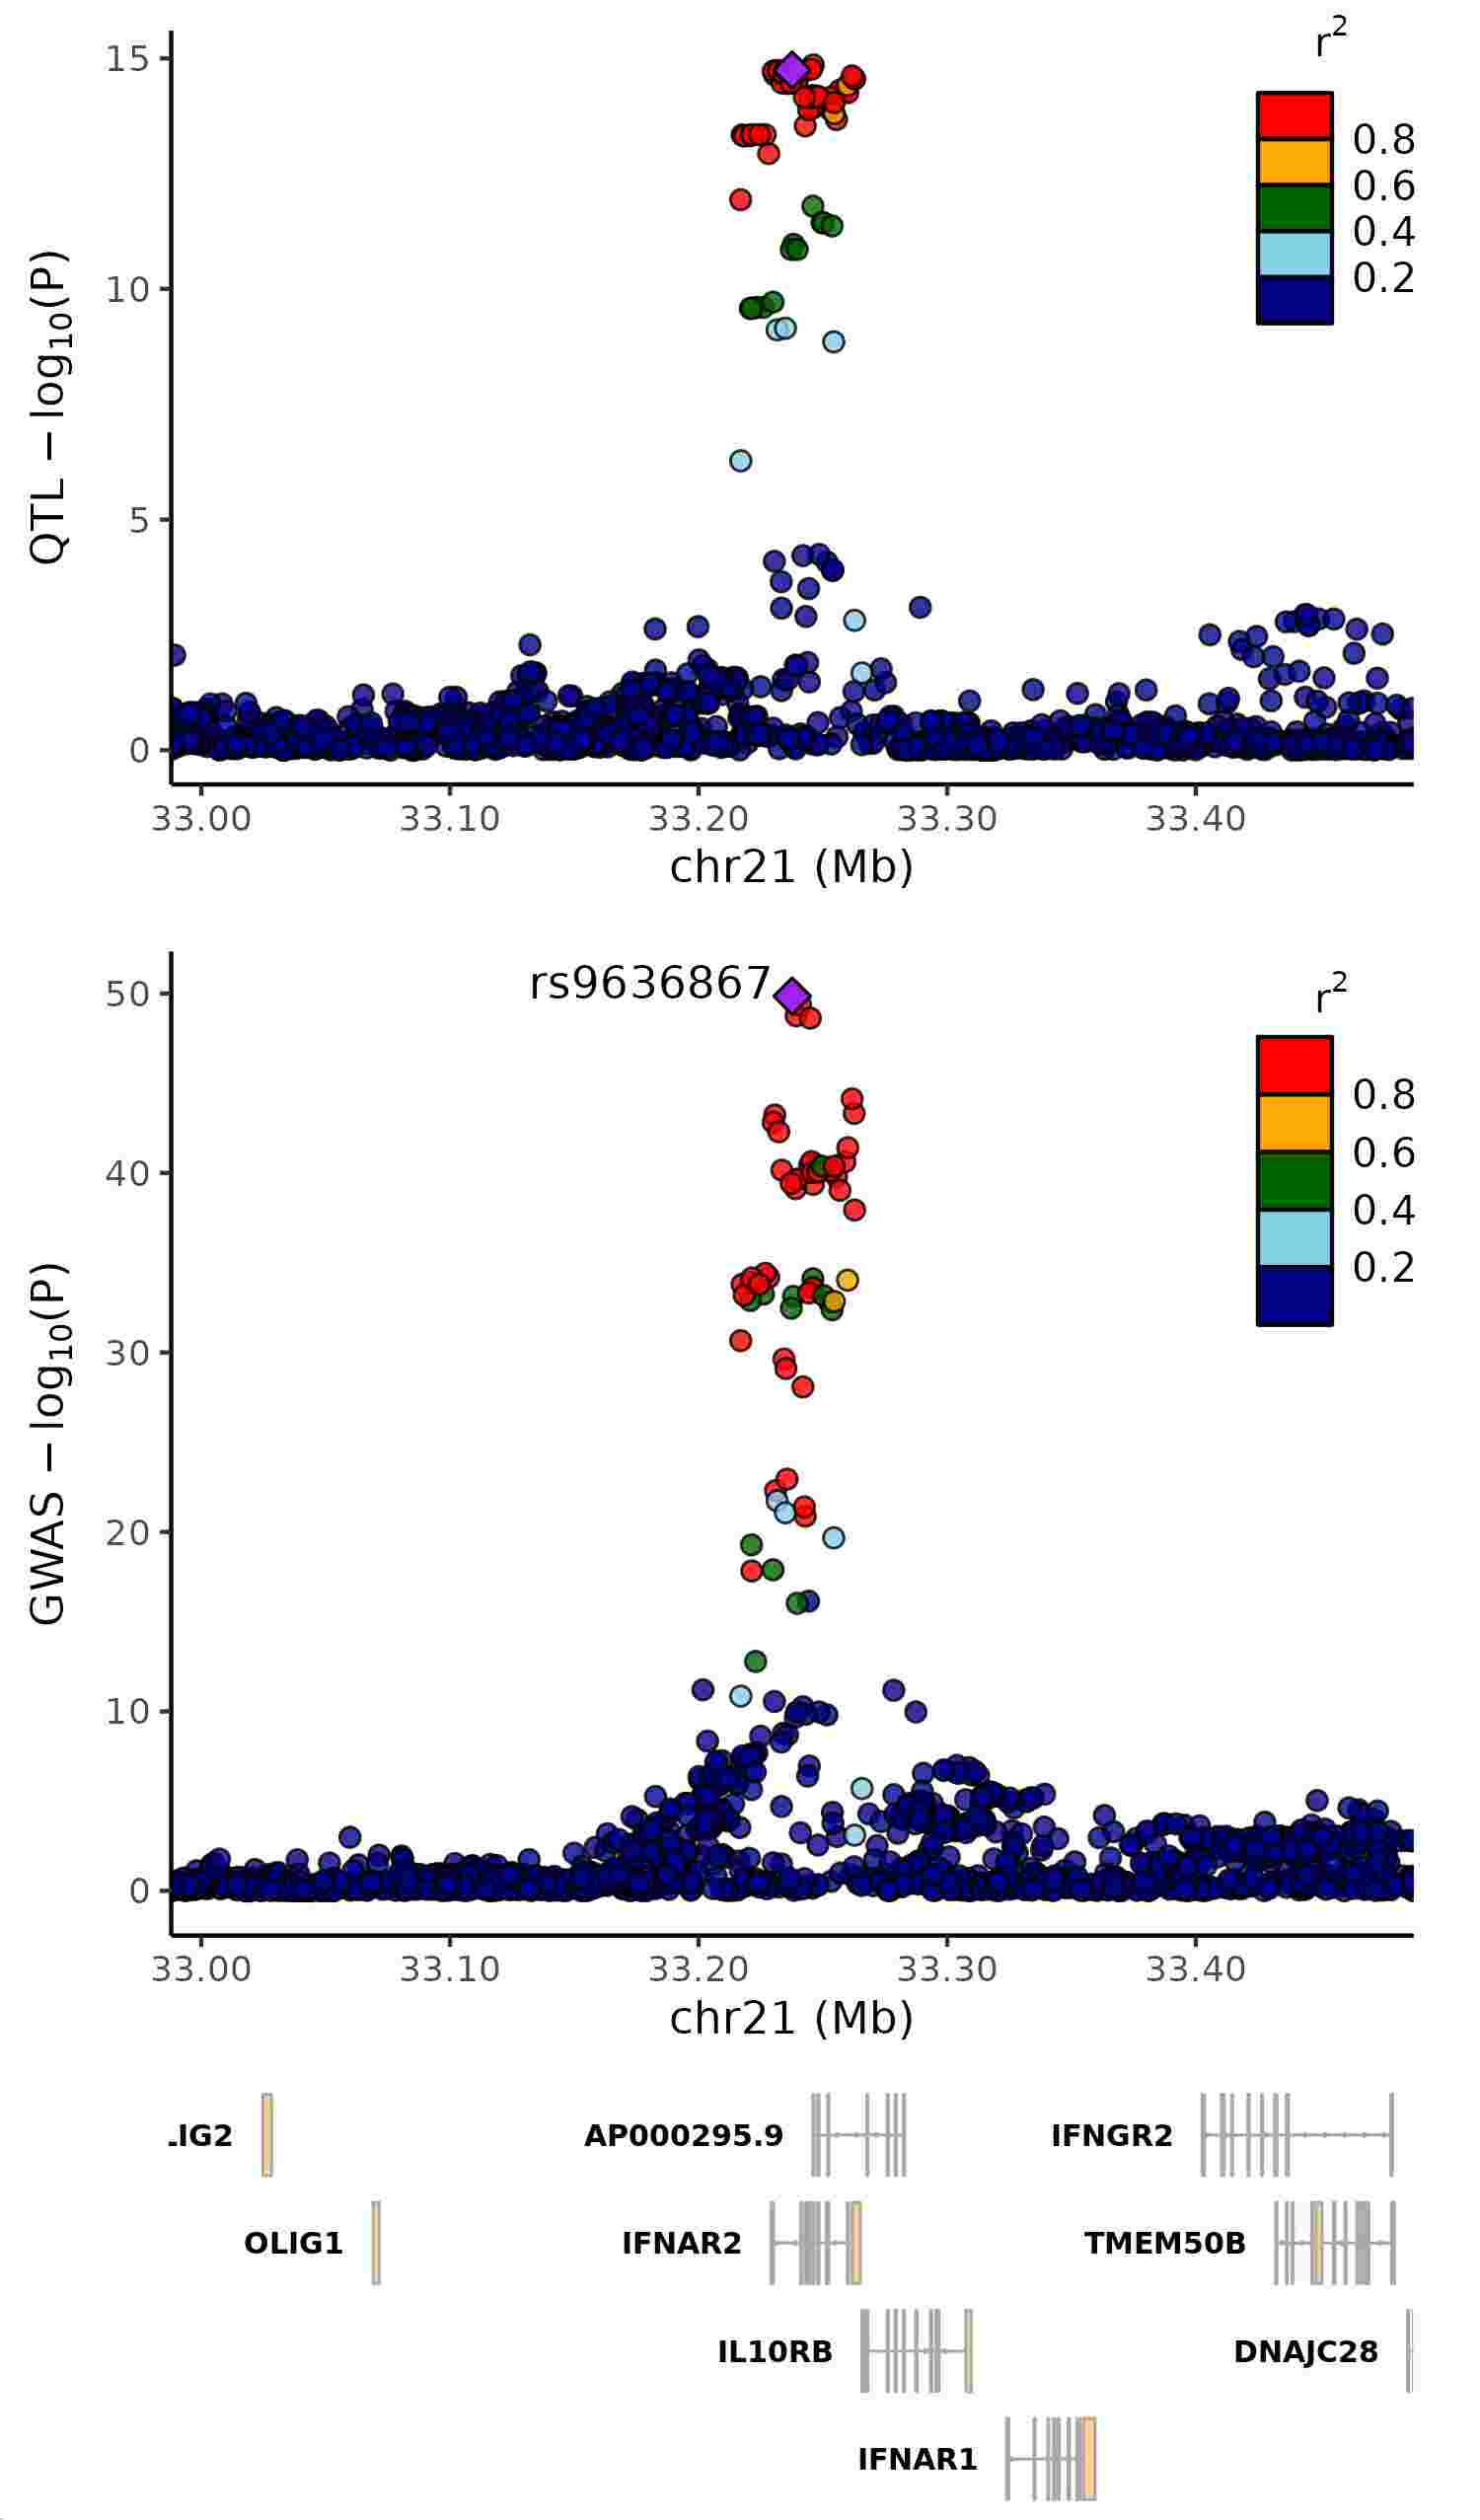 r2
15
10
5
0
QTL −log10(P)
0.8
0.6
0.4
0.2
33.00 33.10 33.20 33.30 33.40
chr21 (Mb)
rs9636867
r2
50
40
30
20
10
0
GWAS −log10(P)
0.8
0.6
0.4
0.2
33.00 33.10 33.20 33.30 33.40
chr21 (Mb)
.IG2 AP000295.9 IFNGR2
OLIG1 IFNAR2 TMEM50B
IL10RB DNAJC28
IFNAR1